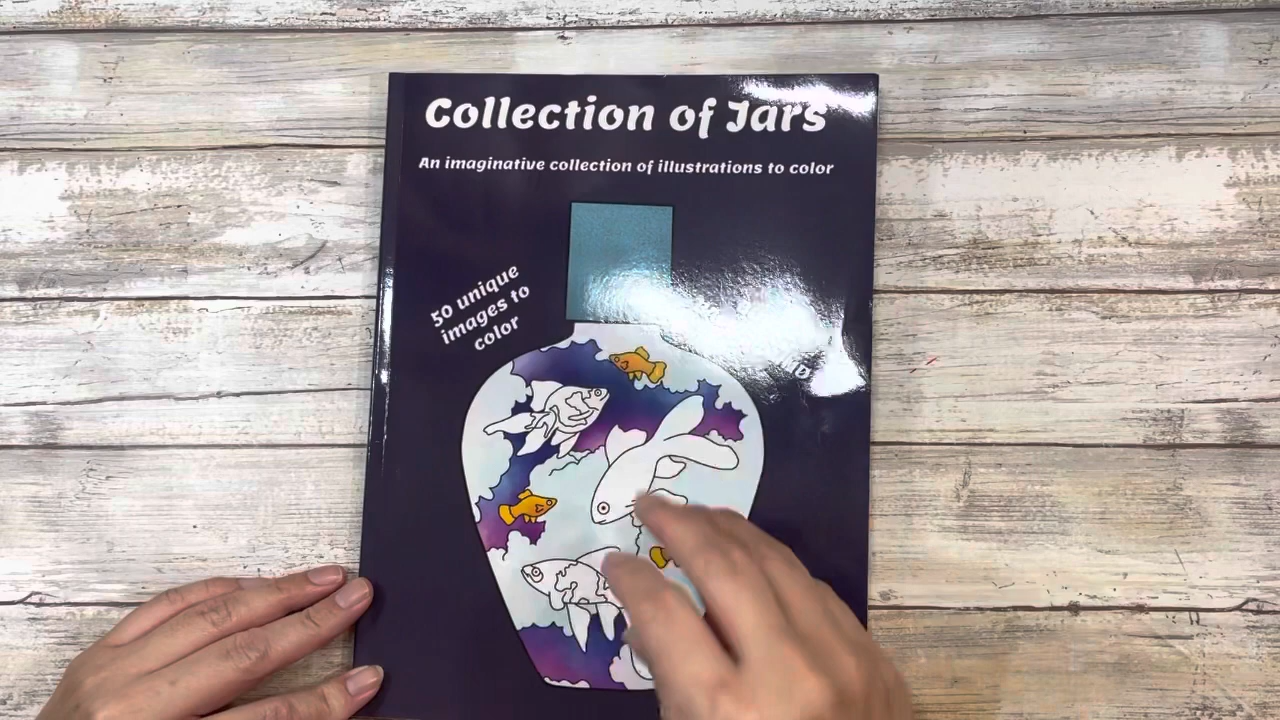 Collection of Jars
An imaginative collection of illustrations to color
50 unique
images to
color